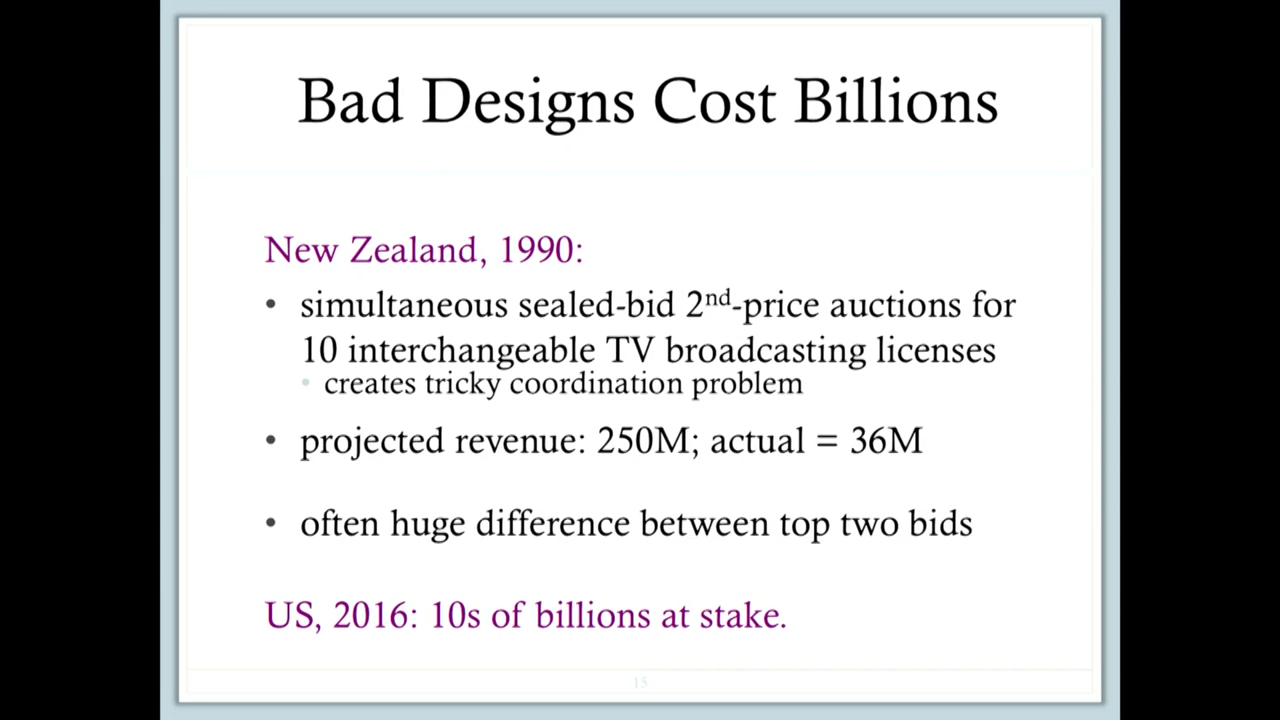 Bad Designs Cost Billions
New Zealand, 1990:
• simultaneous sealed-bid 2nd-price auctions for
10 interchangeable TV broadcasting licenses
• creates tricky coordination problem
• projected revenue: 250M; actual = 36M
• often huge difference between top two bids
US, 2016: 10s of billions at stake.
15